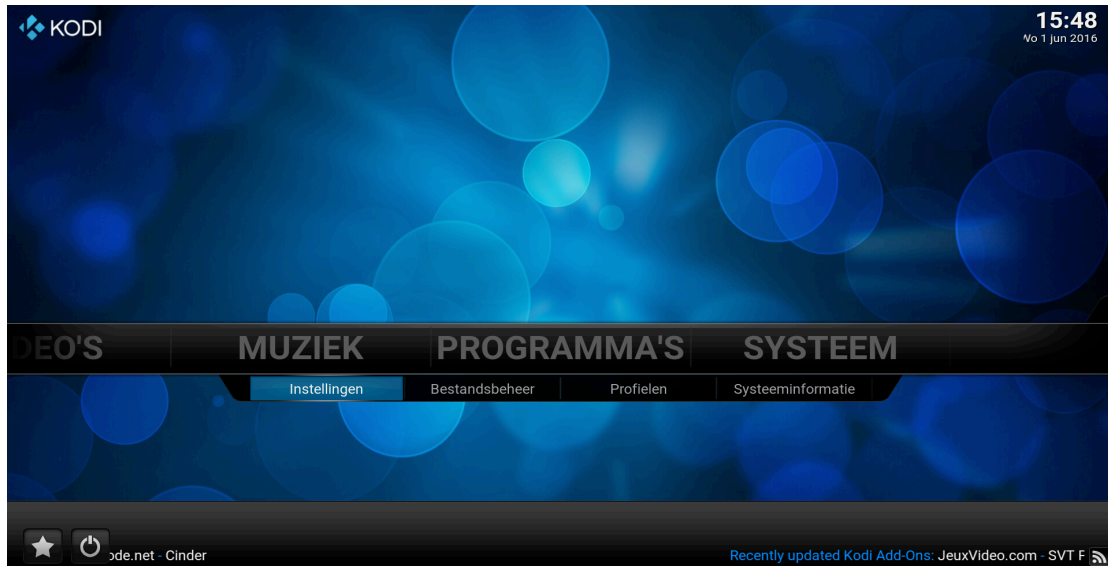 KODI
15:48
Wo 1 jun 2016
DEO'S MUZIEK PROGRAMMA'S SYSTEEM
Instellingen Bestandsbeheer Profielen Systeeminformatie
ode.net - Cinder
Recently updated Kodi Add-Ons: JeuxVideo.com - SVT